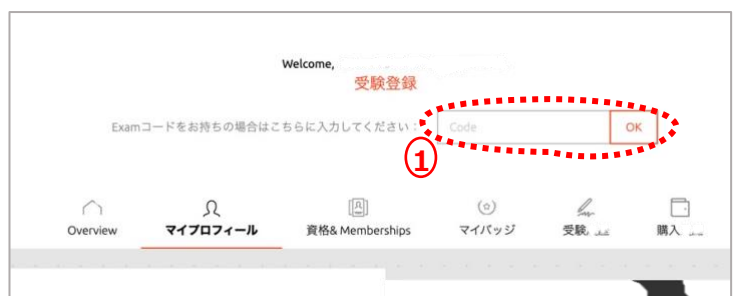 Welcome,
受験登録
Examコードをお持ちの場合はこちらに入力してください：
Code
OK
①
Overview
マイプロフィール
資格& Memberships
マイバッジ
受験
購入